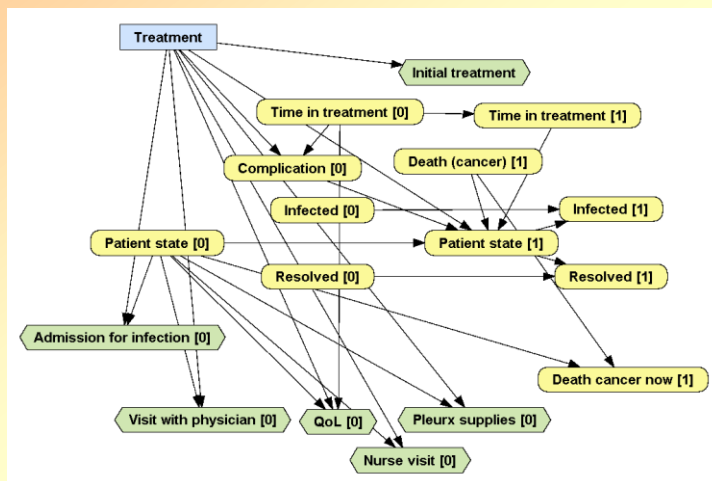 Treatment
Initial treatment
Time in treatment [0]
Time in treatment [1]
Complication [0]
Death (cancer) [1]
Infected [0]
Infected [1]
Patient state [0]
Patient state [1]
Resolved [0]
Resolved [1]
Admission for infection [0]
Death cancer now [1]
Visit with physician [0]
QoL [0]
Pleurx supplies [0]
Nurse visit [0]